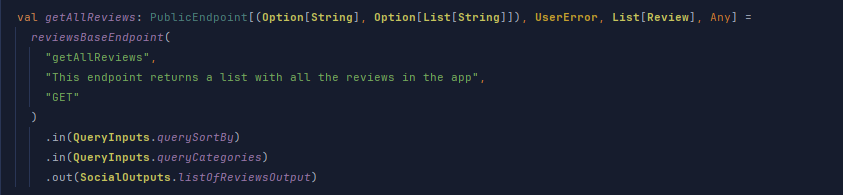 val getAllReviews: PublicEndpoint[(Option[String], Option[List[String]]), UserError, List[Review], Any] =
  reviewsBaseEndpoint(
    "getAllReviews",
    "This endpoint returns a list with all the reviews in the app",
    "GET"
  )
    .in(QueryInputs.querySortBy)
    .in(QueryInputs.queryCategories)
    .out(SocialOutputs.listOfReviewsOutput)